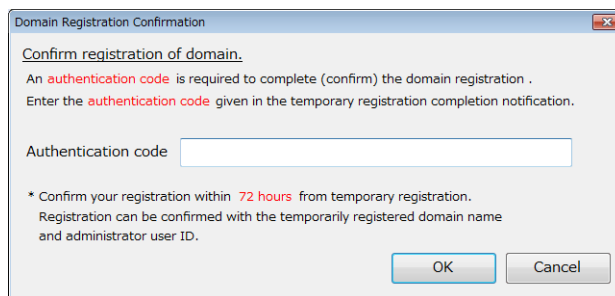 Domain Registration Confirmation
Confirm registration of domain.
An authentication code is required to complete (confirm) the domain registration .
Enter the authentication code given in the temporary registration completion notification.
Authentication code
* Confirm your registration within 72 hours from temporary registration.
Registration can be confirmed with the temporarily registered domain name
and administrator user ID.
OK Cancel